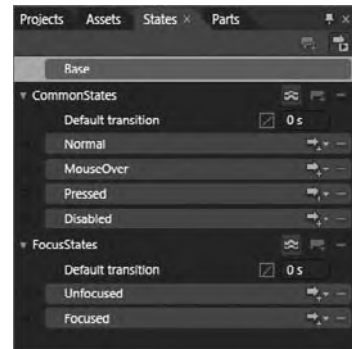 Projects Assets States × Parts
Base
CommonStates
Default transition 0 s
Normal
MouseOver
Pressed
Disabled
FocusStates
Default transition 0 s
Unfocused
Focused